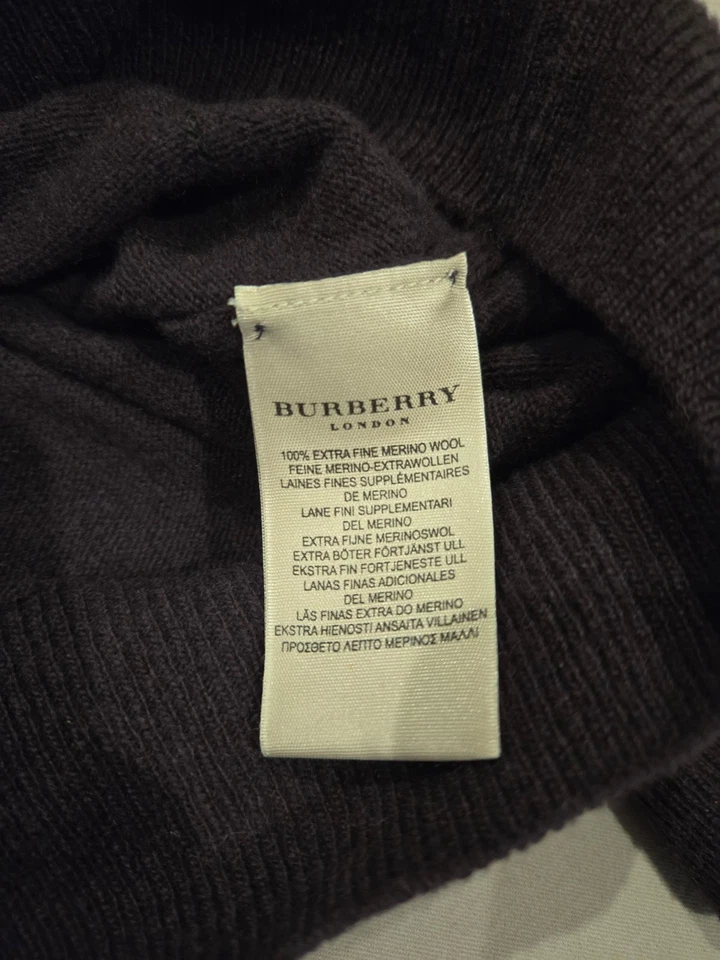 BURBERRY
LONDON
100% EXTRA FINE MERINO WOOL
FEINE MERINO-EXTRAWOLLEN
LAINES FINES SUPPLÉMENTAIRES
DE MERINO
LANE FINI SUPPLEMENTARI
DEL MERINO
EXTRA FIJNE MERINOSWOL
EXTRA BÖTER FÖRTJÄNST ULL
EKSTRA FIN FORTJENESTE ULL
LANAS FINAS ADICIONALES
DEL MERINO
LÃS FINAS EXTRA DO MERINO
EKSTRA HIENOSTI ANSAITA VILLAINEN
ΠΡΟΣΘΕΤΟ ΛΕΠΤΟ ΜΕΡΙΝΟΣ ΜΑΛΛΙ